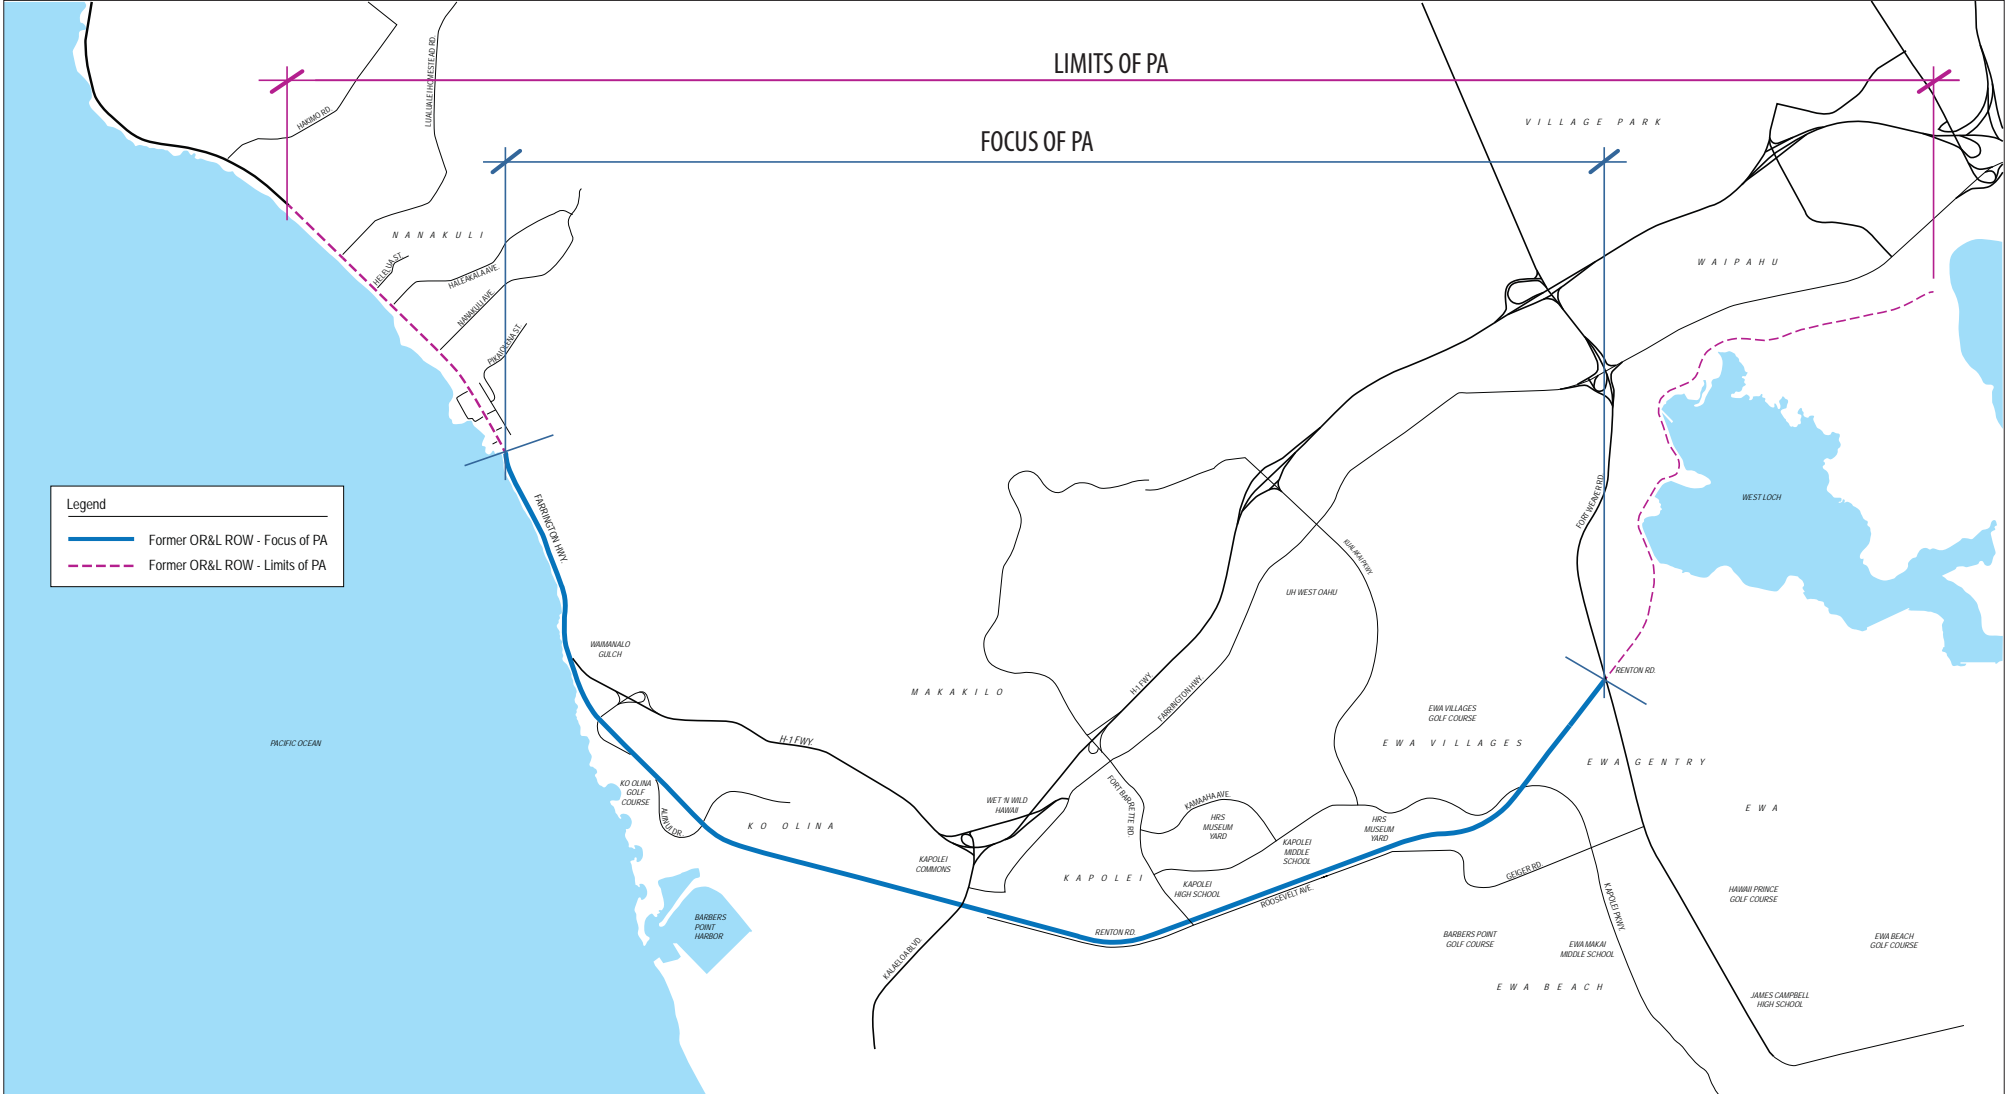 LIMITS OF PA
FOCUS OF PA
VILLAGE PARK
HAKIMO RD.
LUALUALEI HOMESTEAD RD.
NANAKULI
HELELUA ST.
HALEAKALA AVE.
NANAKULI AVE.
PIKAIOLENA ST.
WAIPAHU
Legend
Former OR&L ROW - Focus of PA
Former OR&L ROW - Limits of PA
FARRINGTON HWY.
FORT WEAVER RD.
WEST LOCH
KUALAKAI PKWY.
UH WEST OAHU
WAIMANALO
GULCH
RENTON RD.
MAKAKILO
H-1 FWY.
FARRINGTON HWY.
EWA VILLAGES
GOLF COURSE
EWA VILLAGES
PACIFIC OCEAN
H-1 FWY.
EWA GENTRY
KO OLINA
GOLF
COURSE
ALIINUI DR.
KO OLINA
WET 'N WILD
HAWAII
FORT BARRETTE RD.
KAMAAHA AVE.
HRS
MUSEUM
YARD
HRS
MUSEUM
YARD
EWA
KAPOLEI
COMMONS
KAPOLEI
KAPOLEI
MIDDLE
SCHOOL
KAPOLEI
HIGH SCHOOL
GEIGER RD.
ROOSEVELT AVE.
KAPOLEI PKWY.
HAWAII PRINCE
GOLF COURSE
BARBERS
POINT
HARBOR
RENTON RD.
KALAELOA BLVD.
BARBERS POINT
GOLF COURSE
EWA MAKAI
MIDDLE SCHOOL
EWA BEACH
GOLF COURSE
EWA BEACH
JAMES CAMPBELL
HIGH SCHOOL